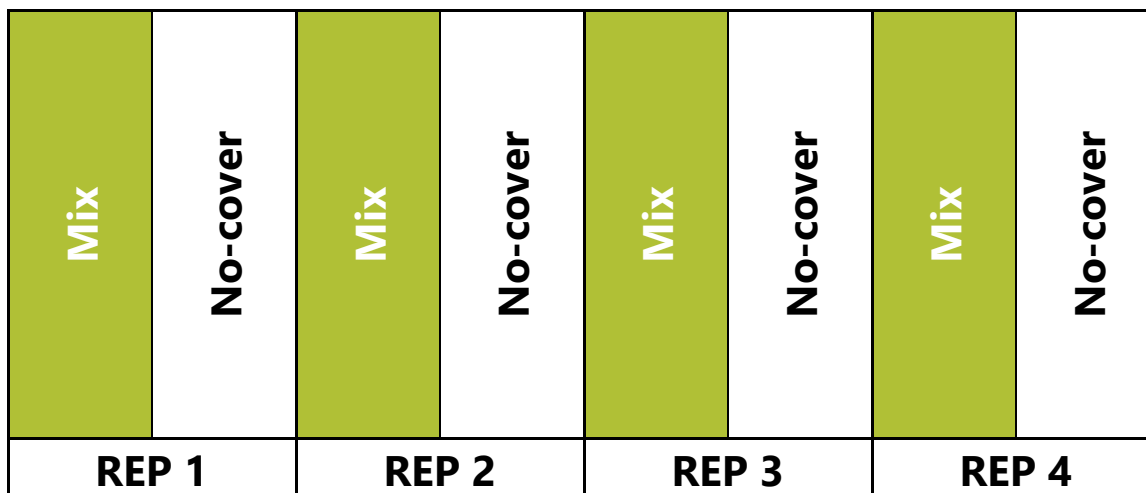 Mix
No-cover
Mix
No-cover
Mix
No-cover
Mix
No-cover
REP 1
REP 2
REP 3
REP 4